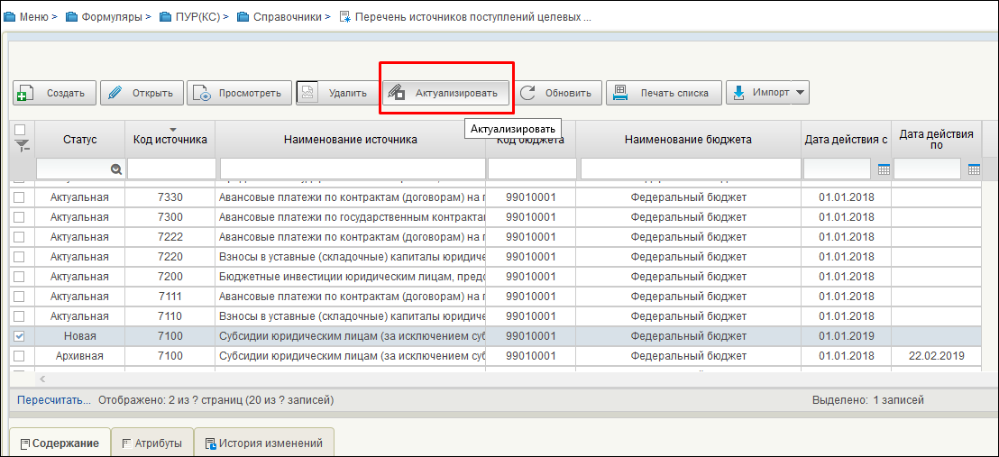 Меню > Формуляры > ПУР(КС) > Справочники > Перечень источников поступлений целевых ...
Создать Открыть Просмотреть Удалить Актуализировать Обновить Печать списка Импорт
Актуализировать
Статус Код источника Наименование источника Код бюджета Наименование бюджета Дата действия с Дата действия по
Актуальная 7330 Авансовые платежи по контрактам (договорам) на 99010001 Федеральный бюджет 01.01.2018
Актуальная 7300 Авансовые платежи по государственным контракта 99010001 Федеральный бюджет 01.01.2018
Актуальная 7222 Авансовые платежи по контрактам (договорам) на 99010001 Федеральный бюджет 01.01.2018
Актуальная 7220 Взносы в уставные (складочные) капиталы юридиче 99010001 Федеральный бюджет 01.01.2018
Актуальная 7200 Бюджетные инвестиции юридическим лицам, предо 99010001 Федеральный бюджет 01.01.2018
Актуальная 7111 Авансовые платежи по контрактам (договорам) на 99010001 Федеральный бюджет 01.01.2018
Актуальная 7110 Взносы в уставные (складочные) капиталы юридиче 99010001 Федеральный бюджет 01.01.2018
Новая 7100 Субсидии юридическим лицам (за исключением суб 99010001 Федеральный бюджет 01.01.2019
Архивная 7100 Субсидии юридическим лицам (за исключением суб 99010001 Федеральный бюджет 01.01.2018 22.02.2019
Пересчитать... Отображено: 2 из ? страниц (20 из ? записей) Выделено: 1 записей
Содержание Атрибуты История изменений